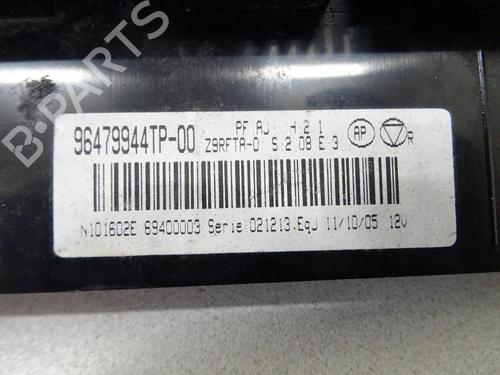 96479944TP-00 PF.AJ H 2 1
Z9RFTA-0 S:2 08 E:3 AP R
N101602E 69400003 Serie 021213.EqJ 11/10/05 12V
B-PARTS